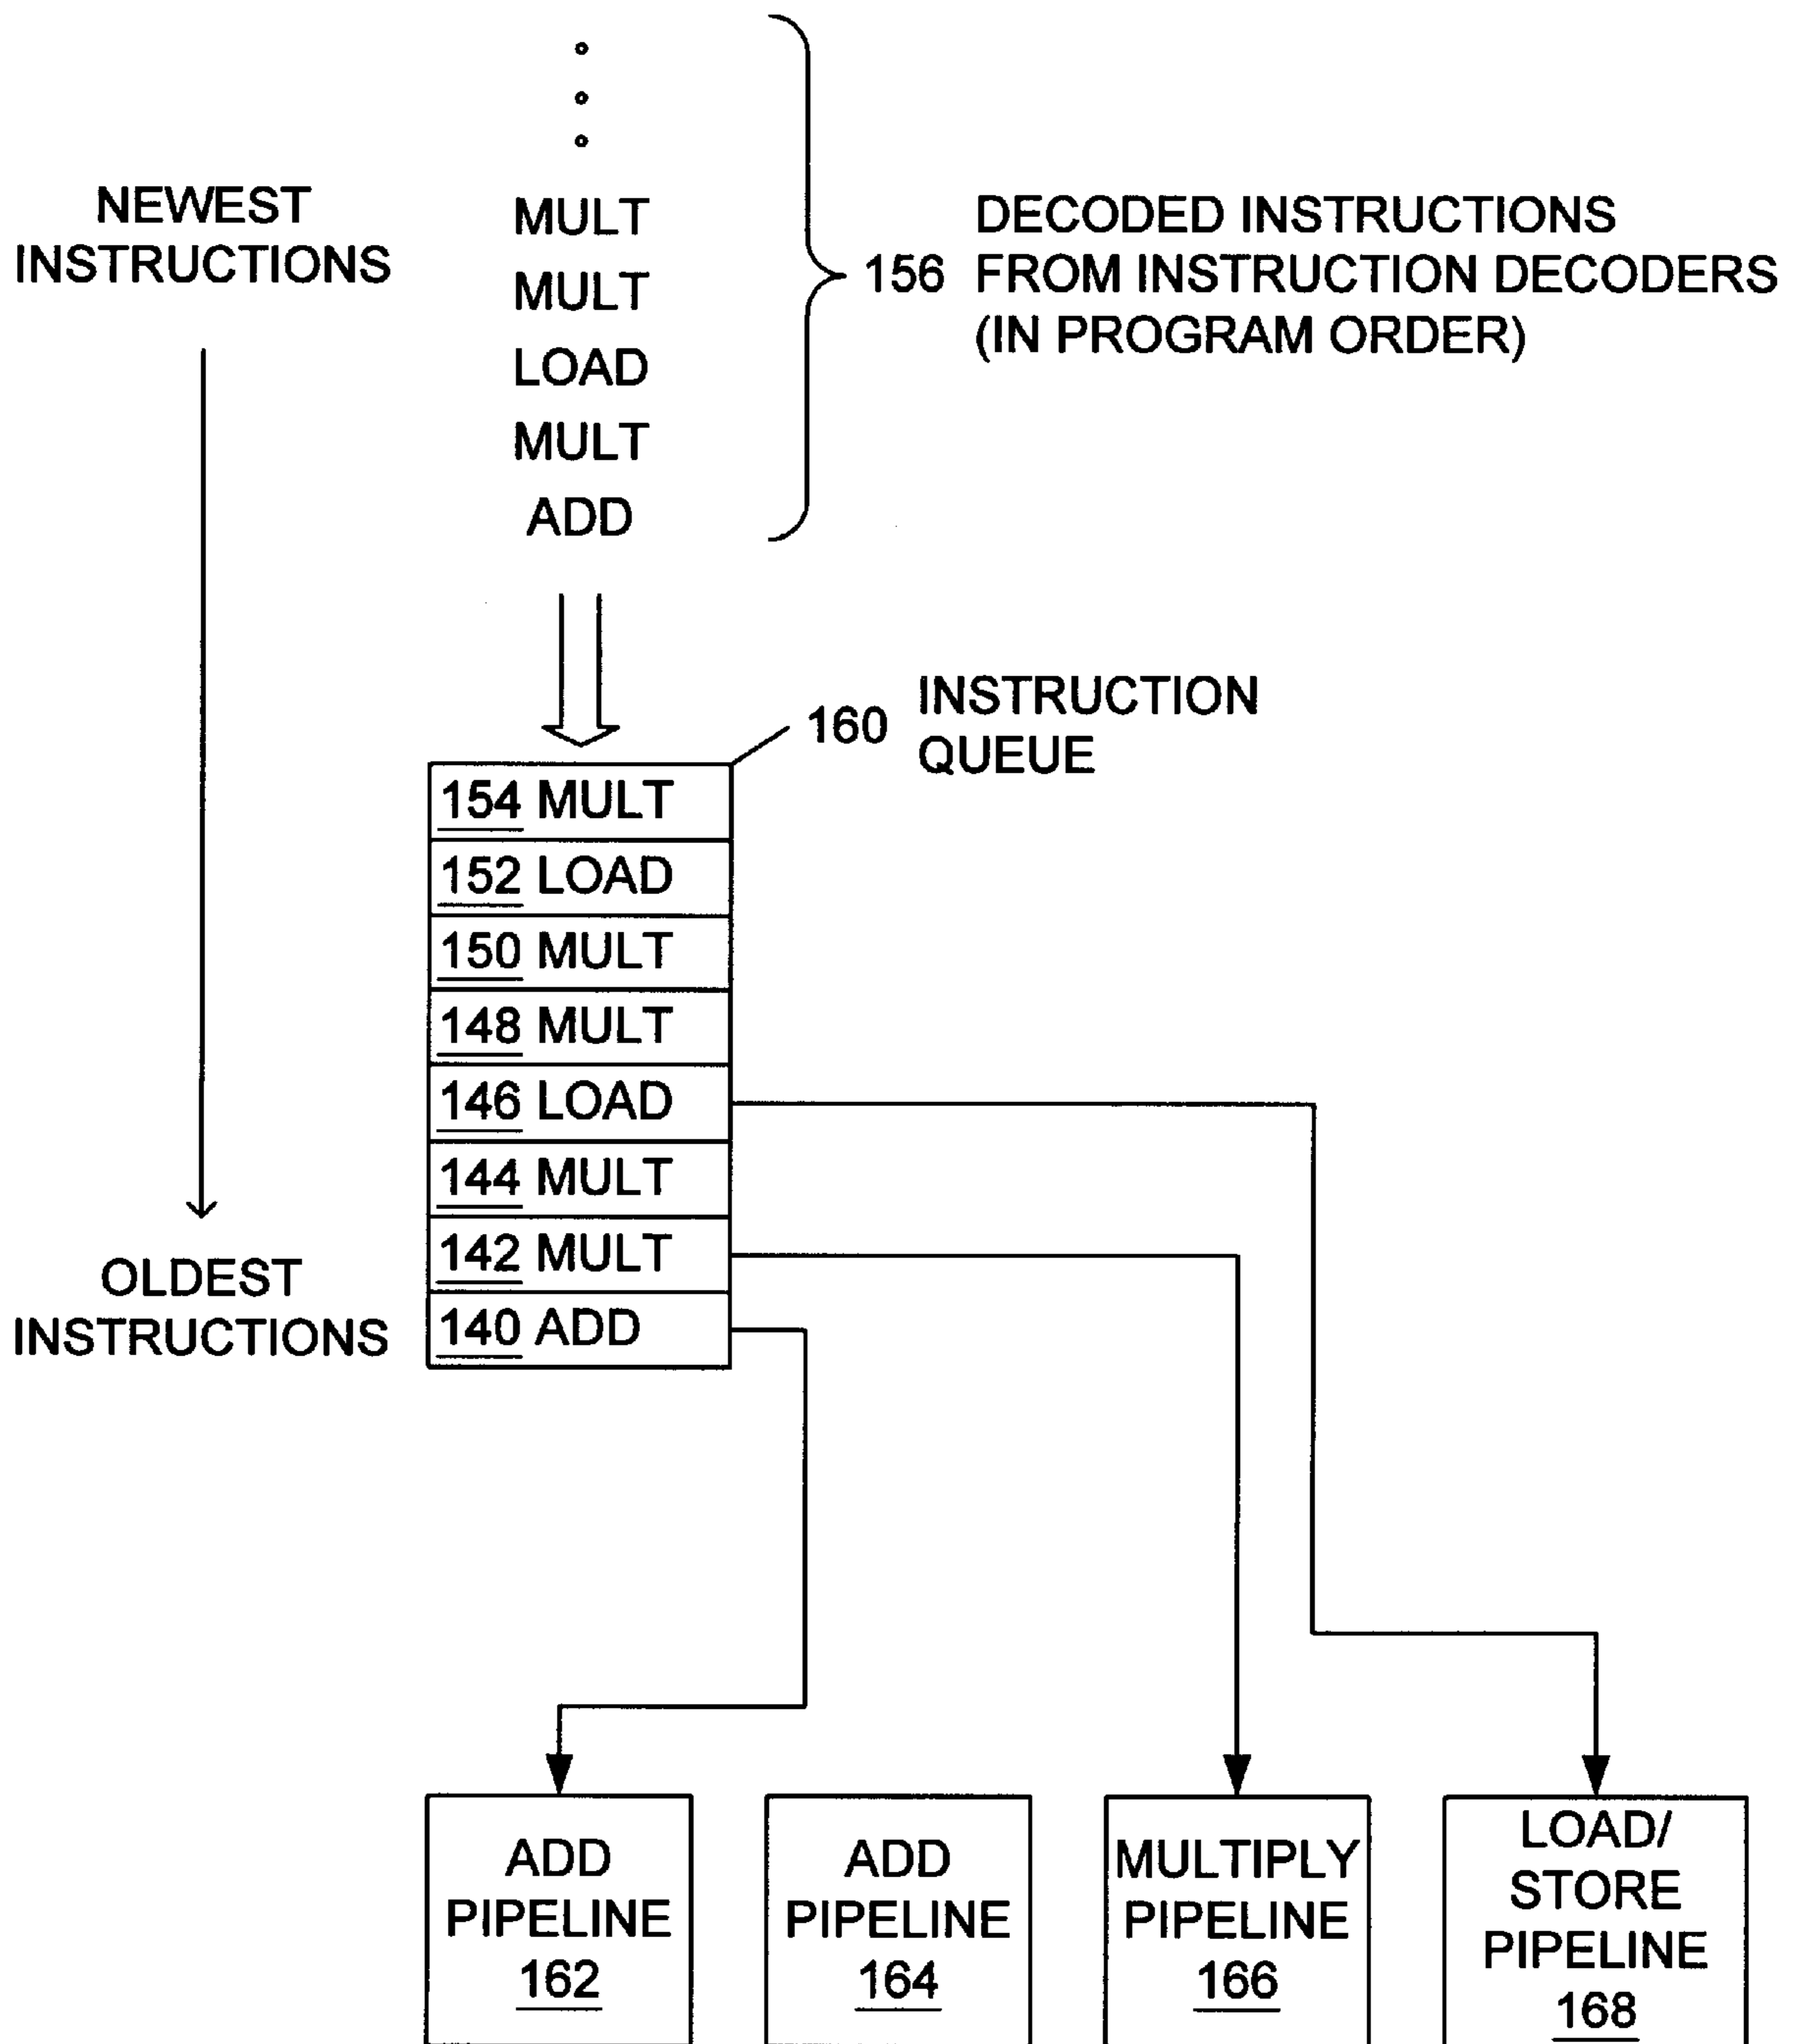 NEWEST
INSTRUCTIONS
MULT
MULT
LOAD
MULT
ADD
156 DECODED INSTRUCTIONS
FROM INSTRUCTION DECODERS
(IN PROGRAM ORDER)
160 INSTRUCTION
QUEUE
154 MULT
152 LOAD
150 MULT
148 MULT
146 LOAD
144 MULT
142 MULT
140 ADD
OLDEST
INSTRUCTIONS
ADD
PIPELINE
162
ADD
PIPELINE
164
MULTIPLY
PIPELINE
166
LOAD/
STORE
PIPELINE
168